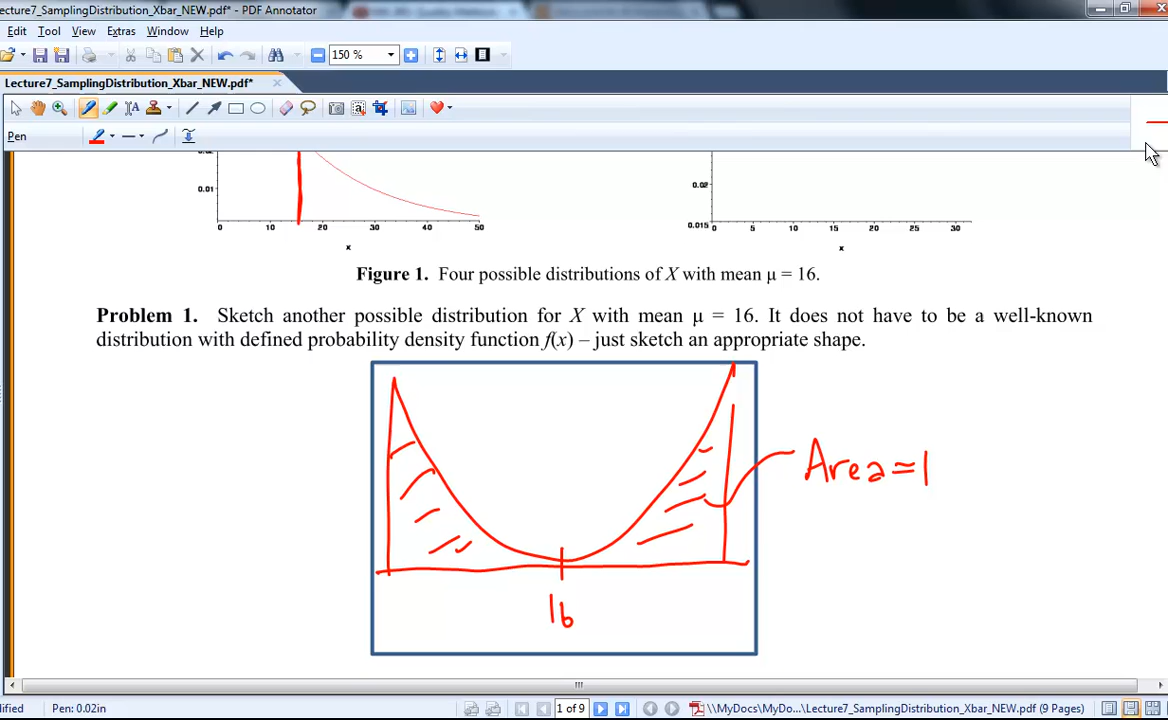 ecture7_SamplingDistribution_Xbar_NEW.pdf* - PDF Annotator
Edit Tool View Extras Window Help
150 %
Lecture7_SamplingDistribution_Xbar_NEW.pdf*
Pen
0.01
0 10 20 30 40 50
x
0.02
0.015
0 5 10 15 20 25 30
x
Figure 1. Four possible distributions of X with mean μ = 16.
Problem 1. Sketch another possible distribution for X with mean μ = 16. It does not have to be a well-known
distribution with defined probability density function f(x) – just sketch an appropriate shape.
Area=1
16
ified Pen: 0.02in 1 of 9 \\MyDocs\MyDo...\Lecture7_SamplingDistribution_Xbar_NEW.pdf (9 Pages)